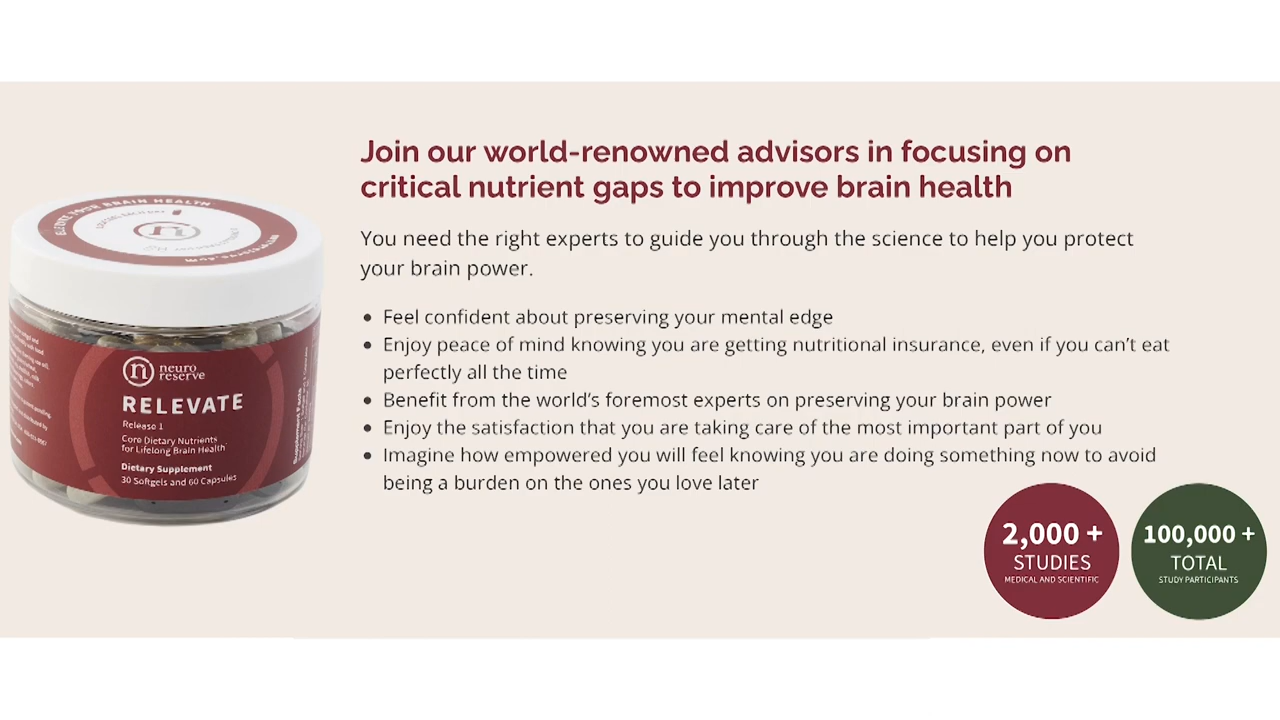 Join our world-renowned advisors in focusing on
critical nutrient gaps to improve brain health
You need the right experts to guide you through the science to help you protect
your brain power.
• Feel confident about preserving your mental edge
• Enjoy peace of mind knowing you are getting nutritional insurance, even if you can't eat
perfectly all the time
• Benefit from the world's foremost experts on preserving your brain power
• Enjoy the satisfaction that you are taking care of the most important part of you
• Imagine how empowered you will feel knowing you are doing something now to avoid
being a burden on the ones you love later
YOUR BRAIN HEALTH
n
neuro
reserve
RELEVATE
Release 1
Core Dietary Nutrients
for Lifelong Brain Health
Dietary Supplement
30 Softgels and 60 Capsules
Supplement Facts
2,000 +
STUDIES
MEDICAL AND SCIENTIFIC
100,000 +
TOTAL
STUDY PARTICIPANTS